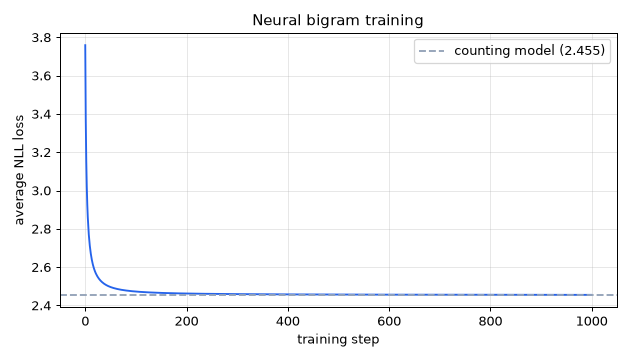 Neural bigram training
counting model (2.455)
average NLL loss
3.8
3.6
3.4
3.2
3.0
2.8
2.6
2.4
0 200 400 600 800 1000
training step